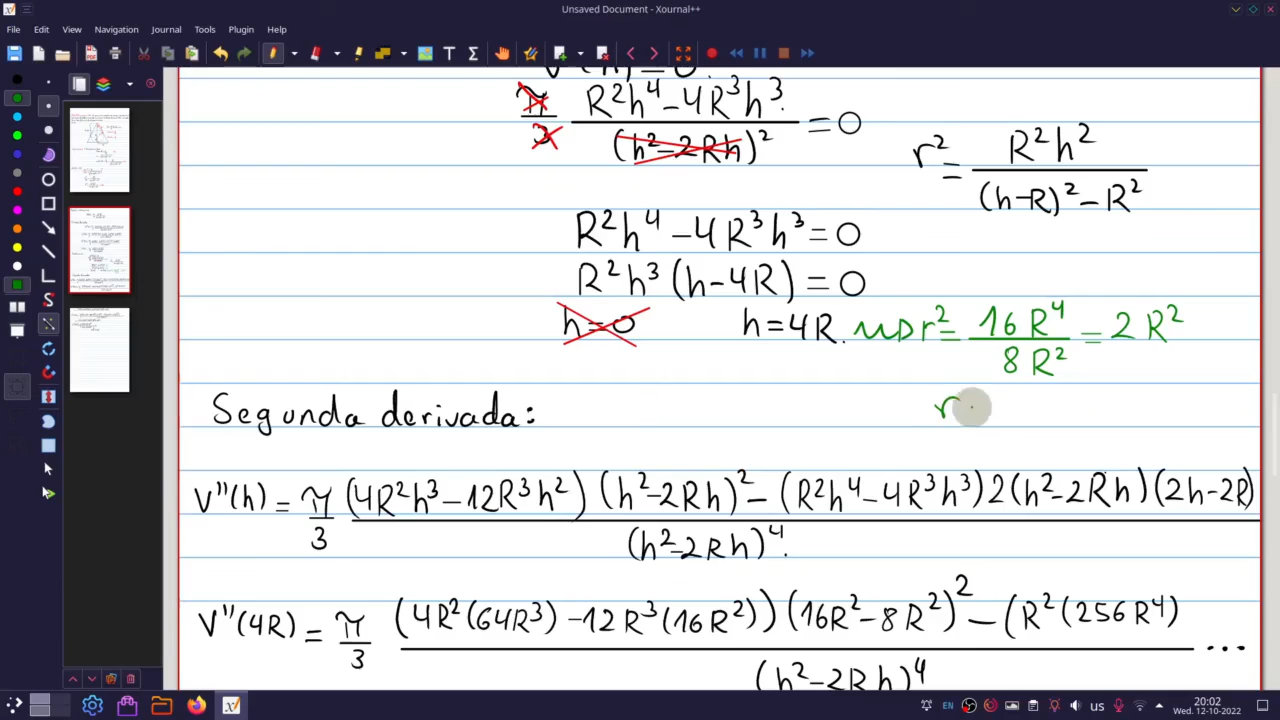 Unsaved Document - Xournal++
File Edit View Navigation Journal Tools Plugin Help
π/3 (R²h⁴ - 4R³h³)/(h² - 2Rh)² = 0
r² = R²h²/((h-R)² - R²)
R²h⁴ - 4R³h³ = 0
R²h³ (h - 4R) = 0
h = 0 h = 4R. r² = 16R⁴/8R² = 2R²
r
Segunda derivada:
V''(h) = π/3 ((4R²h³ - 12R³h²) (h² - 2Rh)² - (R²h⁴ - 4R³h³) 2(h² - 2Rh)(2h - 2R))/(h² - 2Rh)⁴.
V''(4R) = π/3 ((4R²(64R³) - 12R³(16R²)) (16R² - 8R²)² - (R²(256R⁴))/(h² - 2Rh)⁴ ...
EN us 20:02
Wed. 12-10-2022